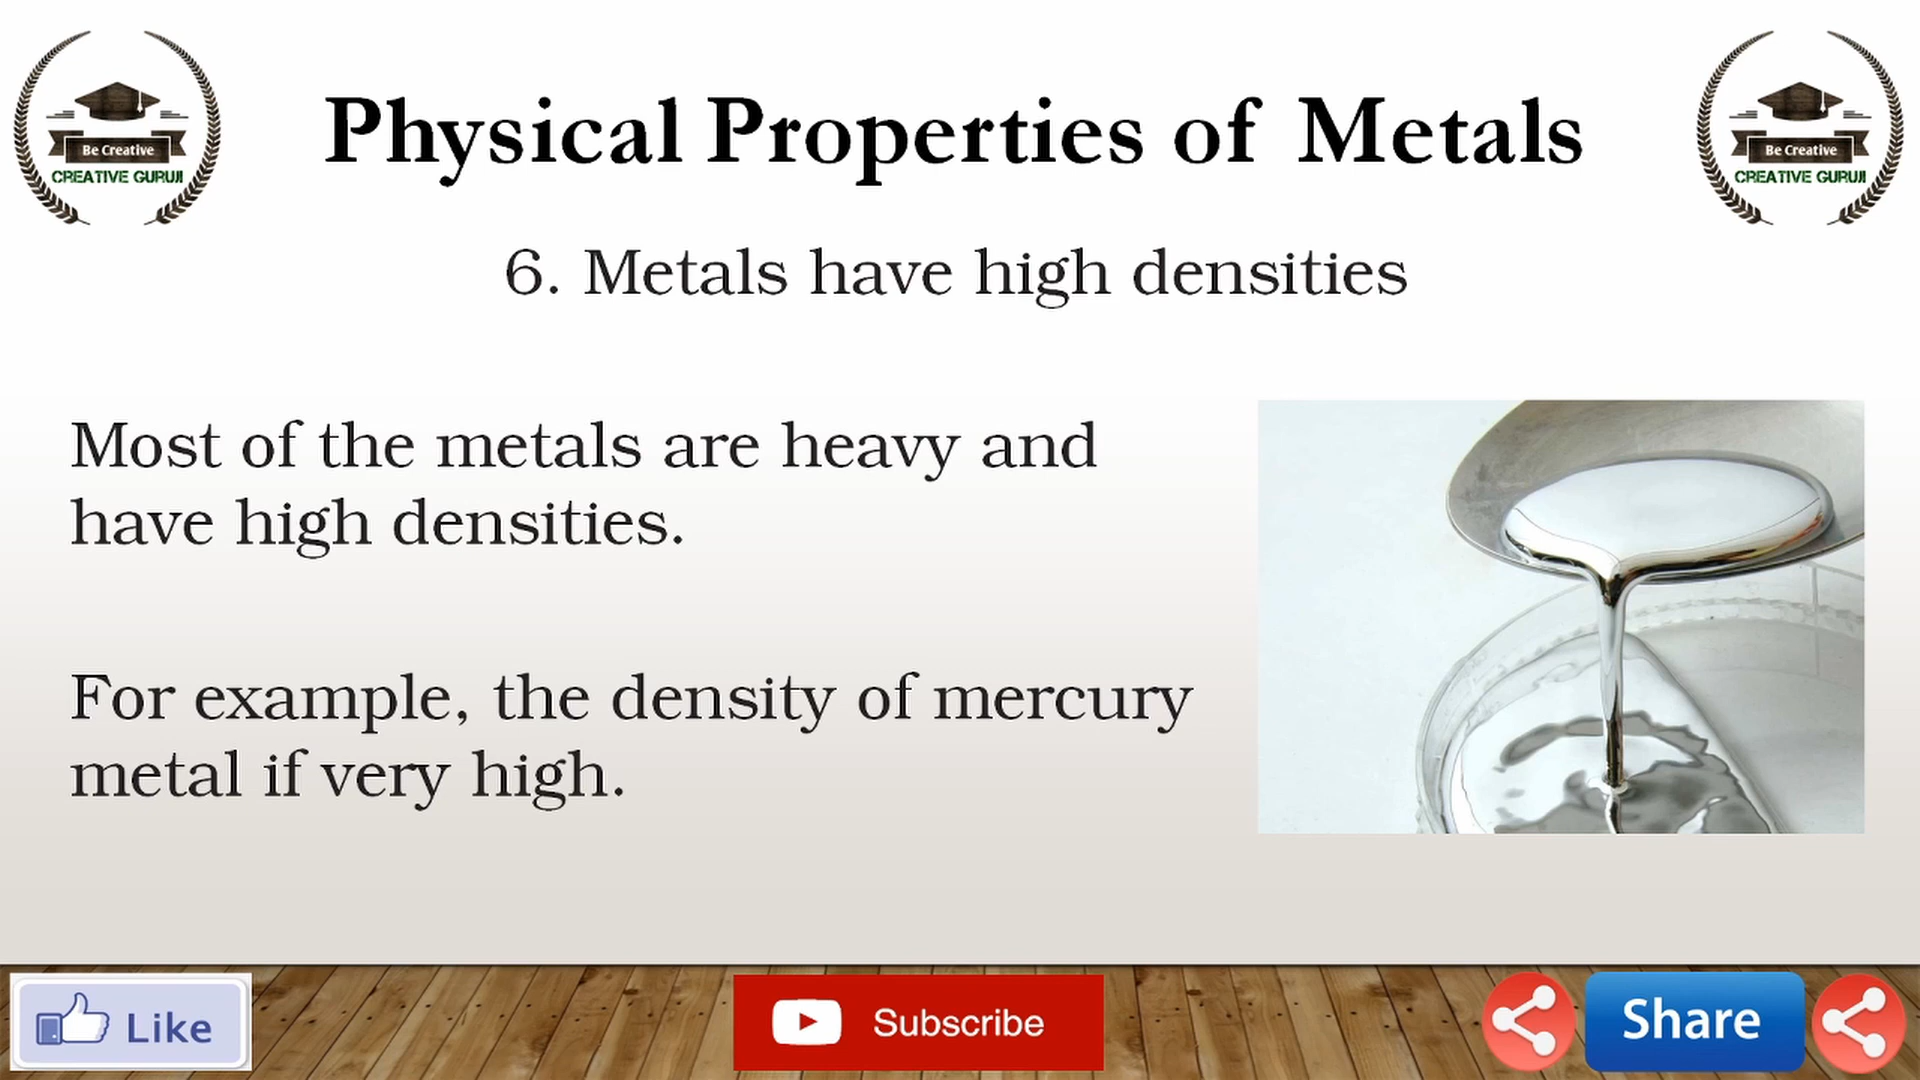 Be Creative
CREATIVE GURUJI
Physical Properties of Metals
Be Creative
CREATIVE GURUJI
6. Metals have high densities
Most of the metals are heavy and
have high densities.
For example, the density of mercury
metal if very high.
Like
Subscribe
Share